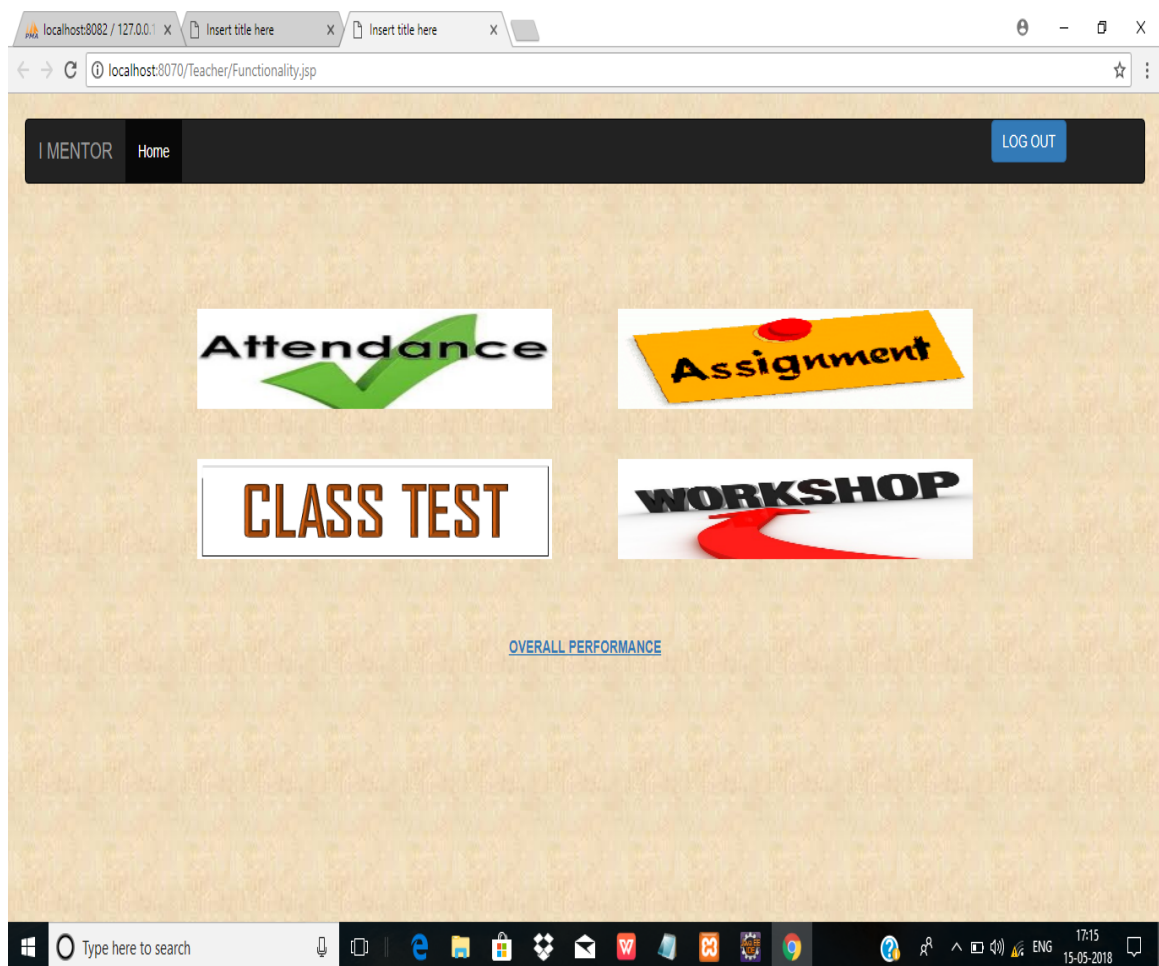 localhost:8082 / 127.0.0.1
Insert title here
Insert title here
localhost:8070/Teacher/Functionality.jsp
I MENTOR
Home
LOG OUT
Attendance
Assignment
CLASS TEST
WORKSHOP
OVERALL PERFORMANCE
Type here to search
ENG
17:15
15-05-2018